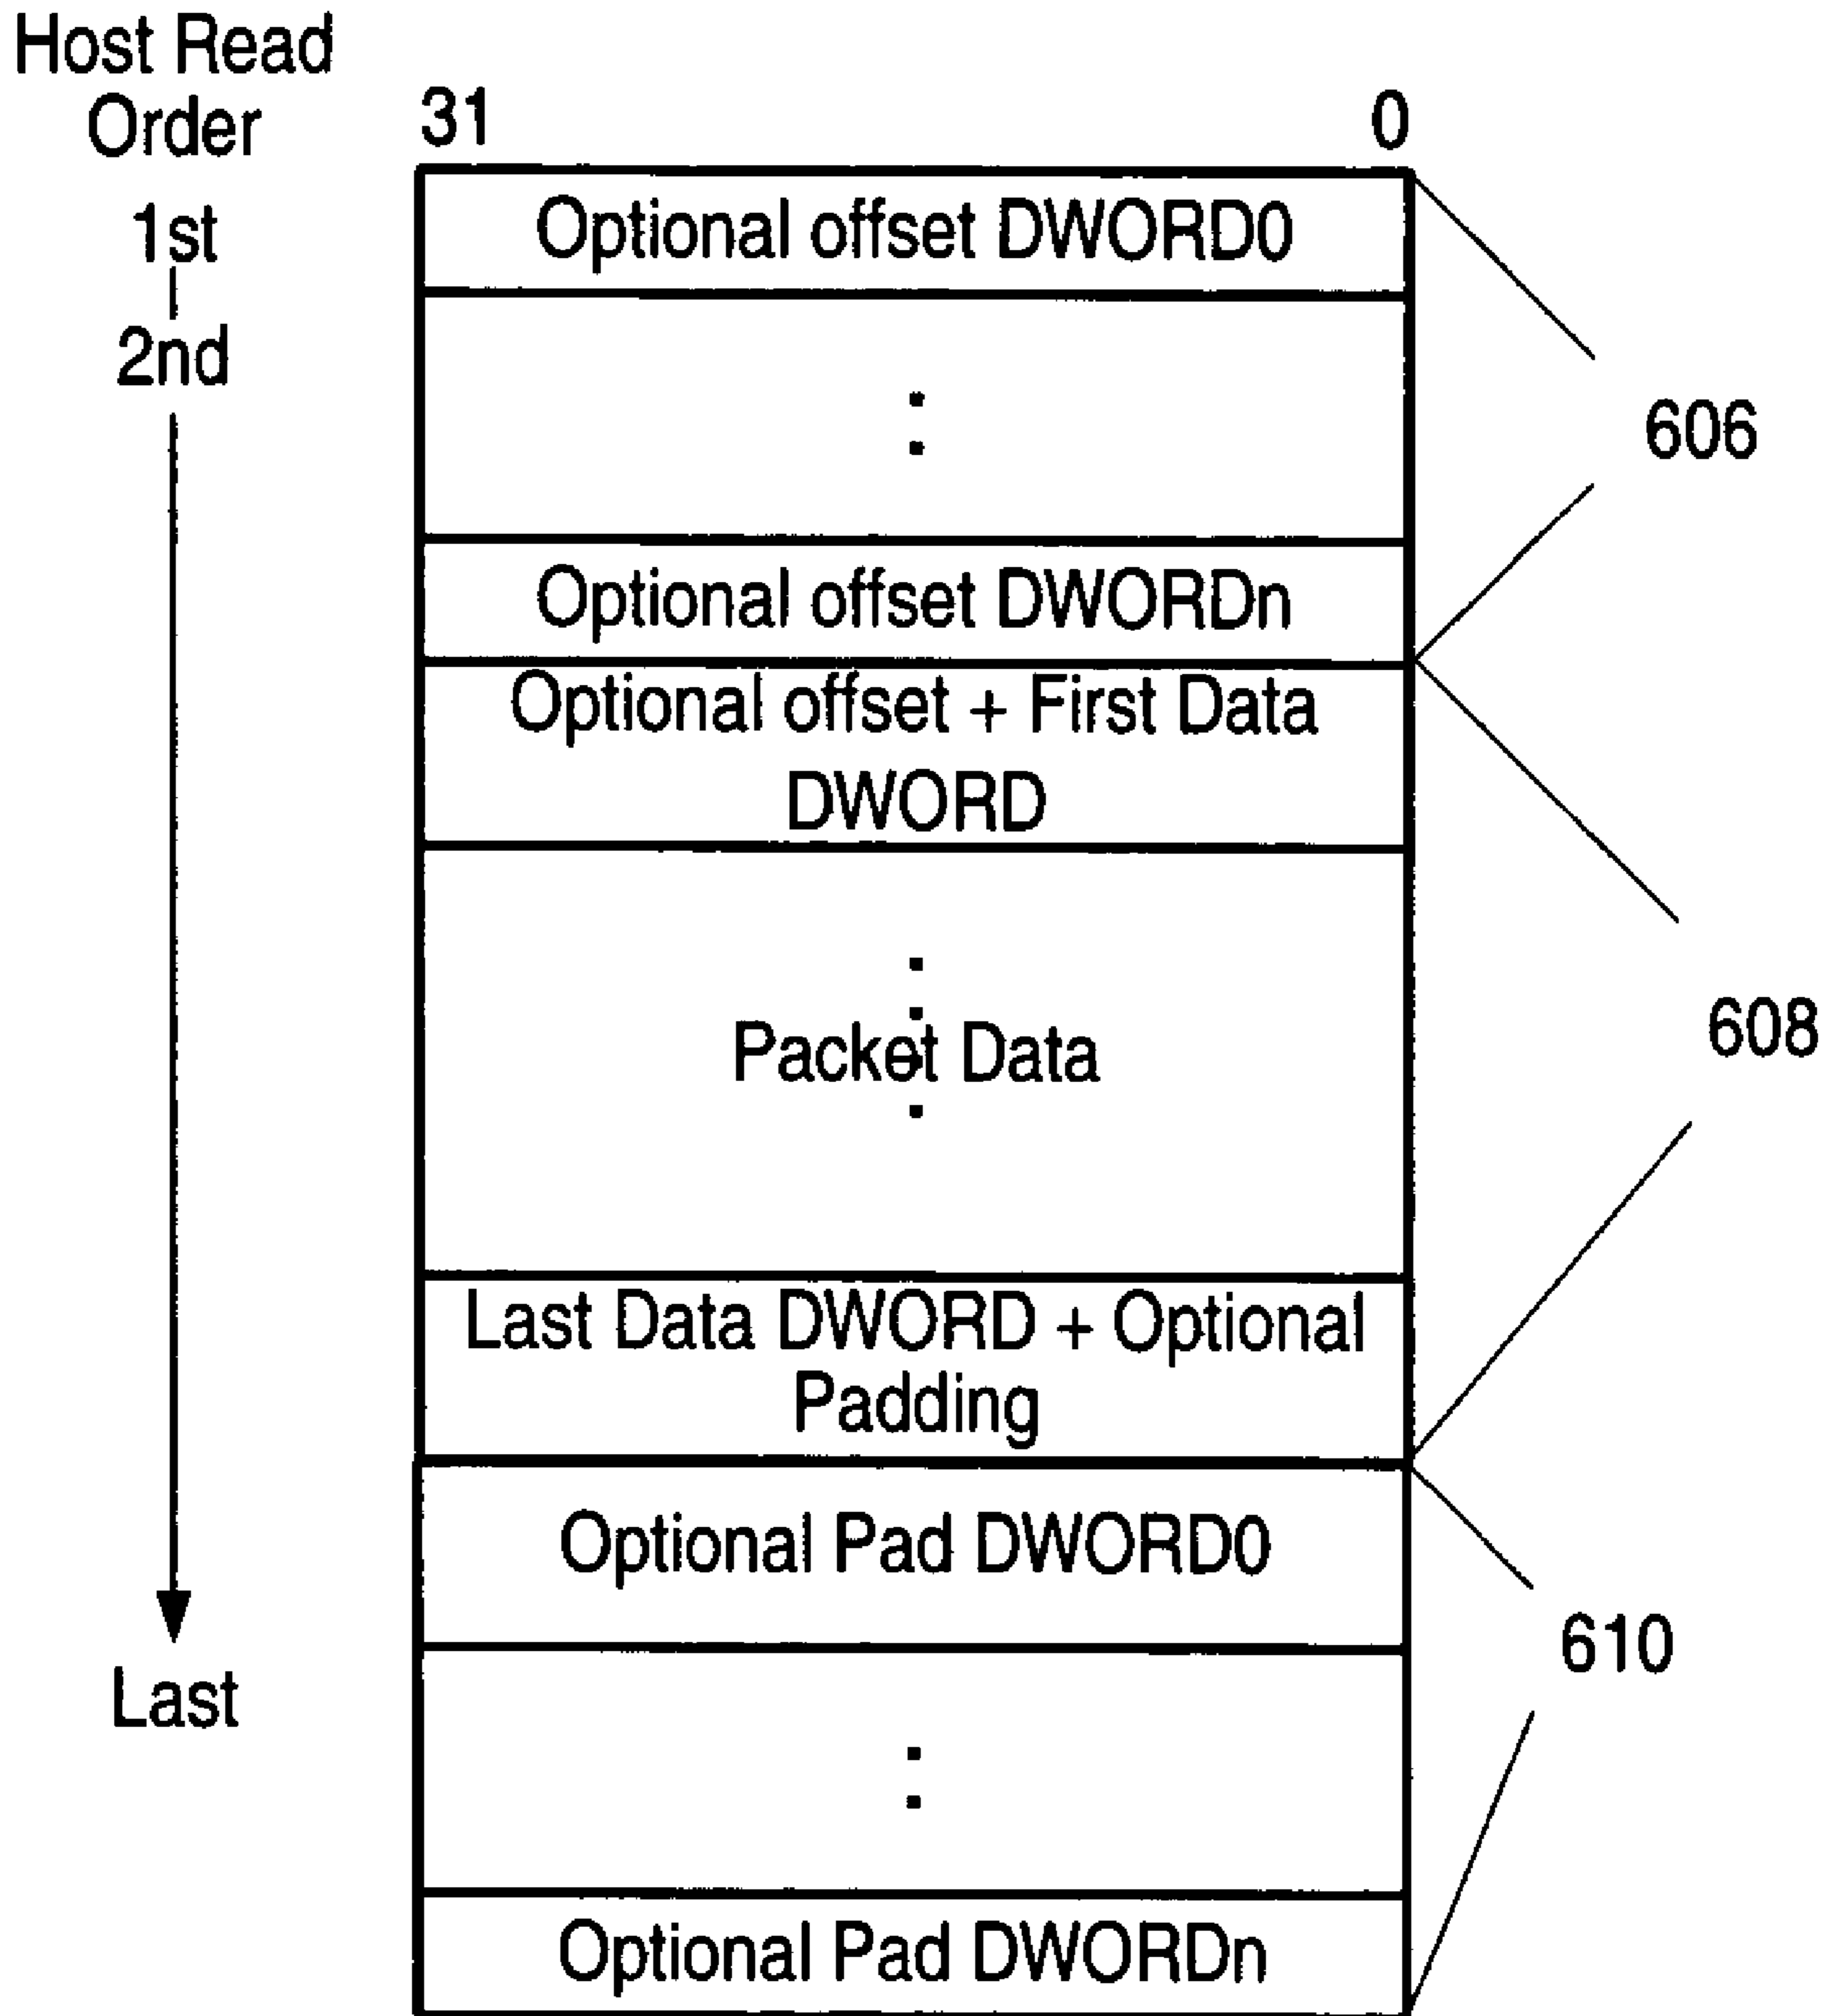 Host Read
Order
31
0
1st
2nd
Last
Optional offset DWORD0
Optional offset DWORDn
606
Optional offset + First Data
DWORD
Packet Data
608
Last Data DWORD + Optional
Padding
Optional Pad DWORD0
610
Optional Pad DWORDn